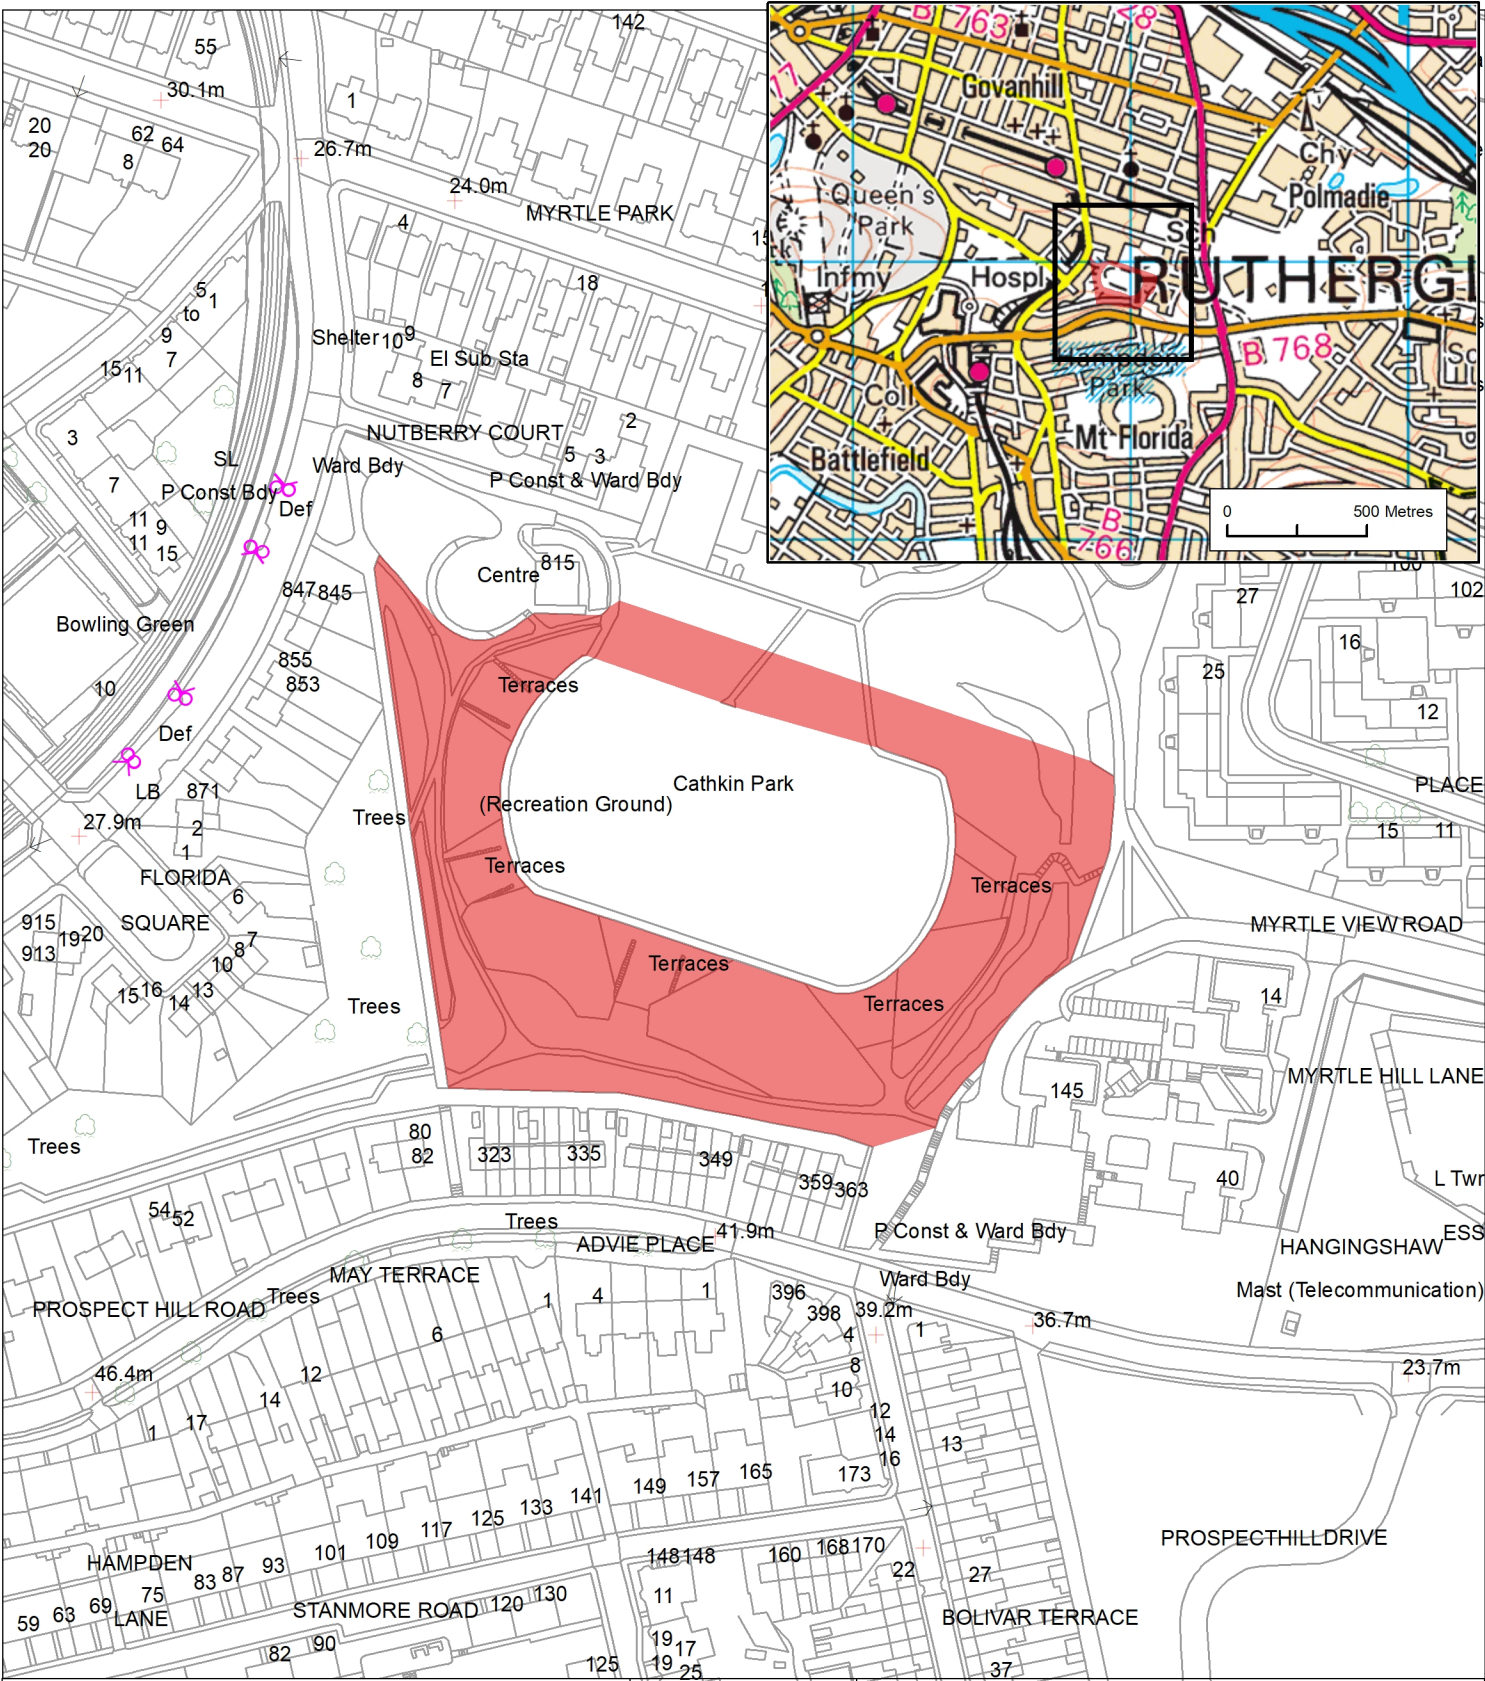 142
55
30.1m
1
20
20
62
64
8
26.7m
24.0m
MYRTLE PARK
4
18
5
to
1
9
7
15
11
Shelter
10
9
El Sub Sta
8
7
3
2
NUTBERRY COURT
5
3
SL
Ward Bdy
P Const & Ward Bdy
7
P Const Bdy
Def
11
9
11
15
Centre
815
847
845
Bowling Green
855
853
10
Def
Terraces
LB
871
Cathkin Park
(Recreation Ground)
27.9m
2
1
Trees
Terraces
Terraces
FLORIDA
6
SQUARE
915
19
20
913
7
8
10
15
16
14
13
Terraces
Terraces
Trees
Trees
80
82
323
335
349
359
363
54
52
Trees
41.9m
ADVIE PLACE
P Const & Ward Bdy
MAY TERRACE
Ward Bdy
PROSPECT HILL ROAD
Trees
1
4
1
396
398
39.2m
36.7m
4
1
6
8
10
46.4m
12
14
17
1
12
14
16
13
23.7m
173
165
157
149
141
133
125
117
109
101
93
87
83
75
69
63
59
HAMPDEN
LANE
148
148
160
168
170
22
27
11
130
120
STANMORE ROAD
90
82
19
17
19
25
125
BOLIVAR TERRACE
37
PROSPECTHILL DRIVE
27
102
16
25
12
PLACE
15
11
MYRTLE VIEW ROAD
14
MYRTLE HILL LANE
145
40
L Twr
ESS
HANGINGSHAW
Mast (Telecommunication)
B 763
28
77
Govanhill
Chy
Polmadie
Queen's
Park
Sch
Infmy
Hospl
RUTHERGL
B 768
Coll
Park
Mt Florida
Battlefield
B
766
0
500 Metres